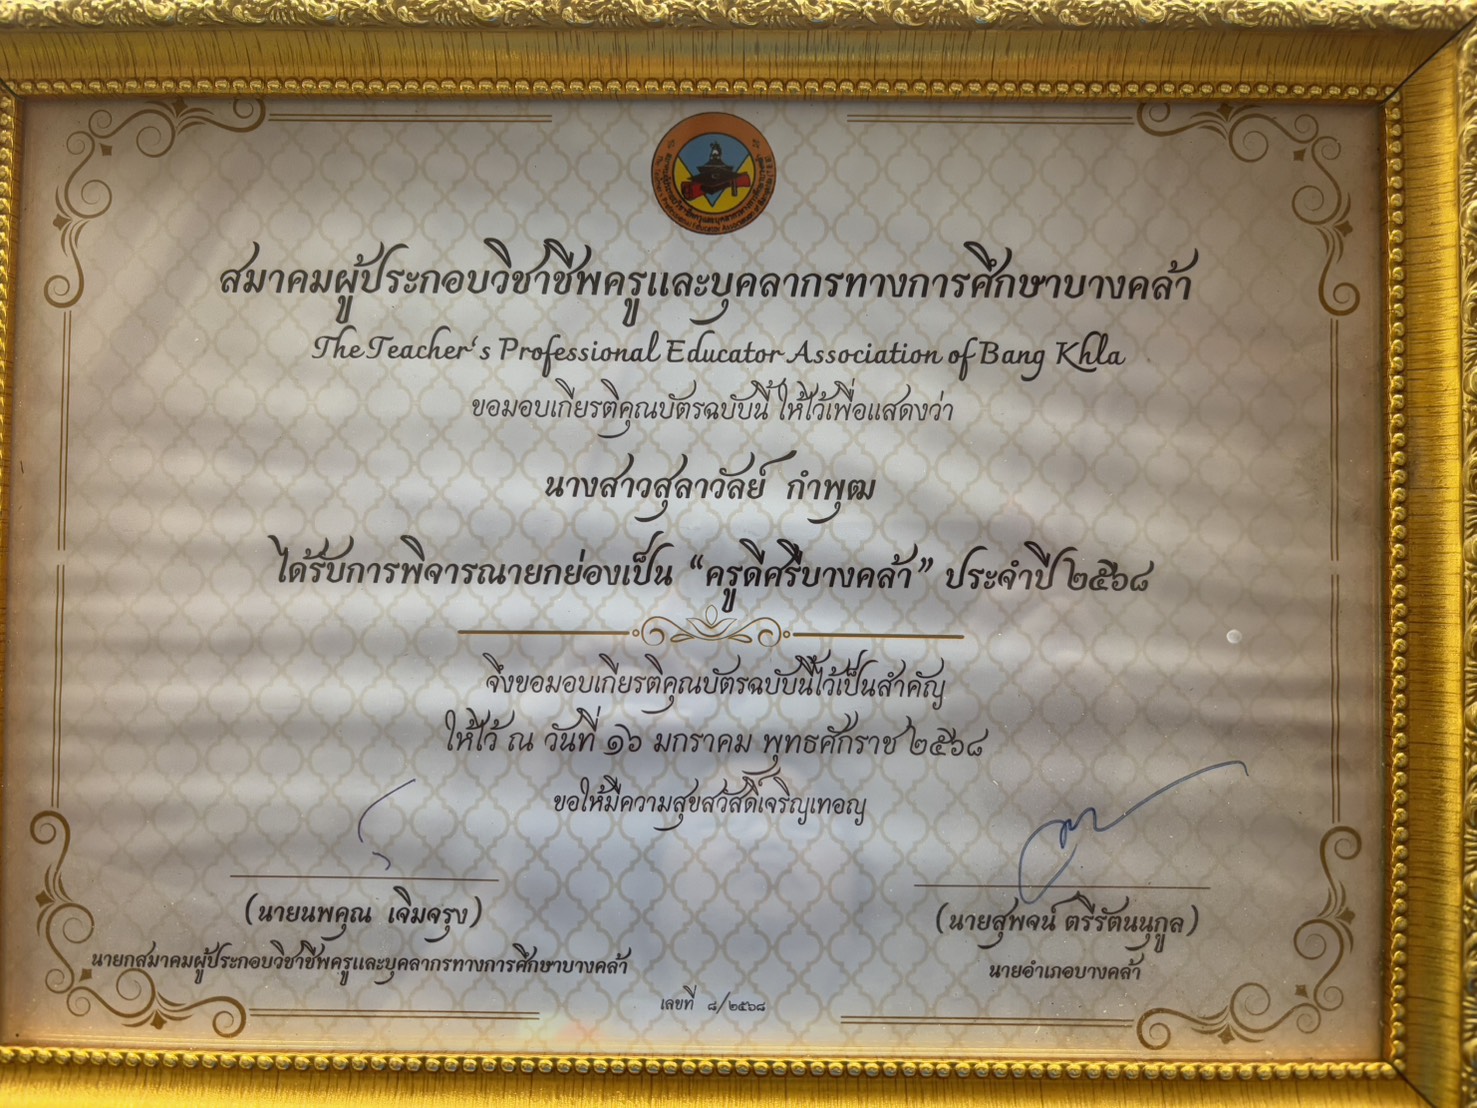 สมาคมผู้ประกอบวิชาชีพครูและบุคลากรทางการศึกษาบางคล้า
The Teacher's Professional Educator Association of Bang Khla
ขอมอบเกียรติคุณบัตรฉบับนี้ ให้ไว้เพื่อแสดงว่า
นางสาวสุลาวัลย์ กำพุฒ
ได้รับการพิจารณายกย่องเป็น “ครูดีศรีบางคล้า” ประจำปี ๒๕๖๘
จึงขอมอบเกียรติคุณบัตรฉบับนี้ไว้เป็นสำคัญ
ให้ไว้ ณ วันที่ ๑๖ มกราคม พุทธศักราช ๒๕๖๘
ขอให้มีความสุขสวัสดิ์เจริญเทอญ
(นายนพคุณ เจิมจรุง)
นายกสมาคมผู้ประกอบวิชาชีพครูและบุคลากรทางการศึกษาบางคล้า
(นายสุพจน์ ตรีรัตนนุกูล)
นายอำเภอบางคล้า
เลขที่ ๘/๒๕๖๘